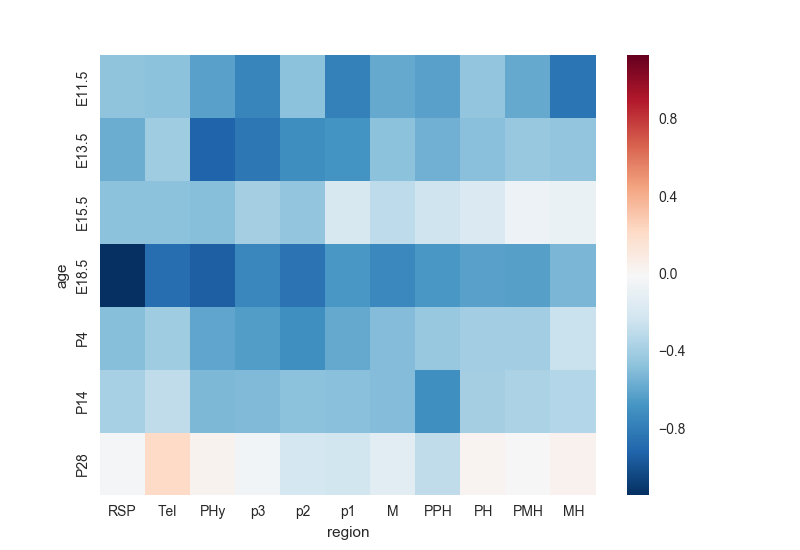 age
E11.5
E13.5
E15.5
E18.5
P4
P14
P28
RSP Tel PHy p3 p2 p1 M PPH PH PMH MH
region
0.8
0.4
0.0
−0.4
−0.8